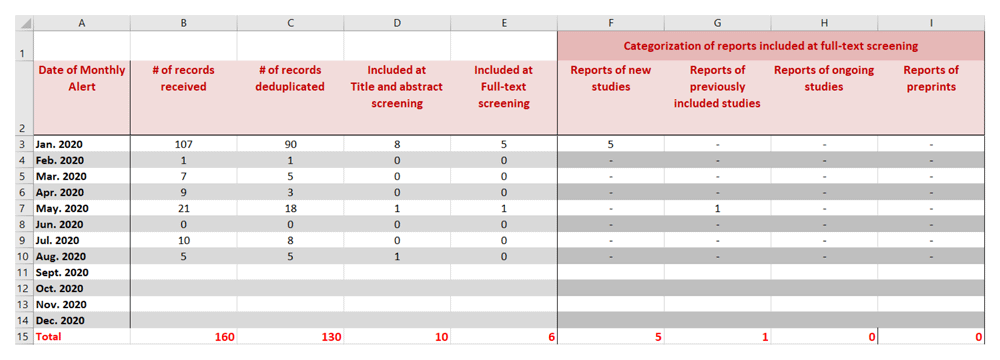 A B C D E F G H I
1 Categorization of reports included at full-text screening
Date of Monthly # of records # of records Included at Included at Reports of new Reports of Reports of ongoing Reports of
Alert received deduplicated Title and abstract Full-text studies previously studies preprints
screening screening included studies
2
3 Jan. 2020 107 90 8 5 5 - - -
4 Feb. 2020 1 1 0 0 - - - -
5 Mar. 2020 7 5 0 0 - - - -
6 Apr. 2020 9 3 0 0 - - - -
7 May. 2020 21 18 1 1 - 1 - -
8 Jun. 2020 0 0 0 0 - - - -
9 Jul. 2020 10 8 0 0 - - - -
10 Aug. 2020 5 5 1 0 - - - -
11 Sept. 2020
12 Oct. 2020
13 Nov. 2020
14 Dec. 2020
15 Total 160 130 10 6 5 1 0 0